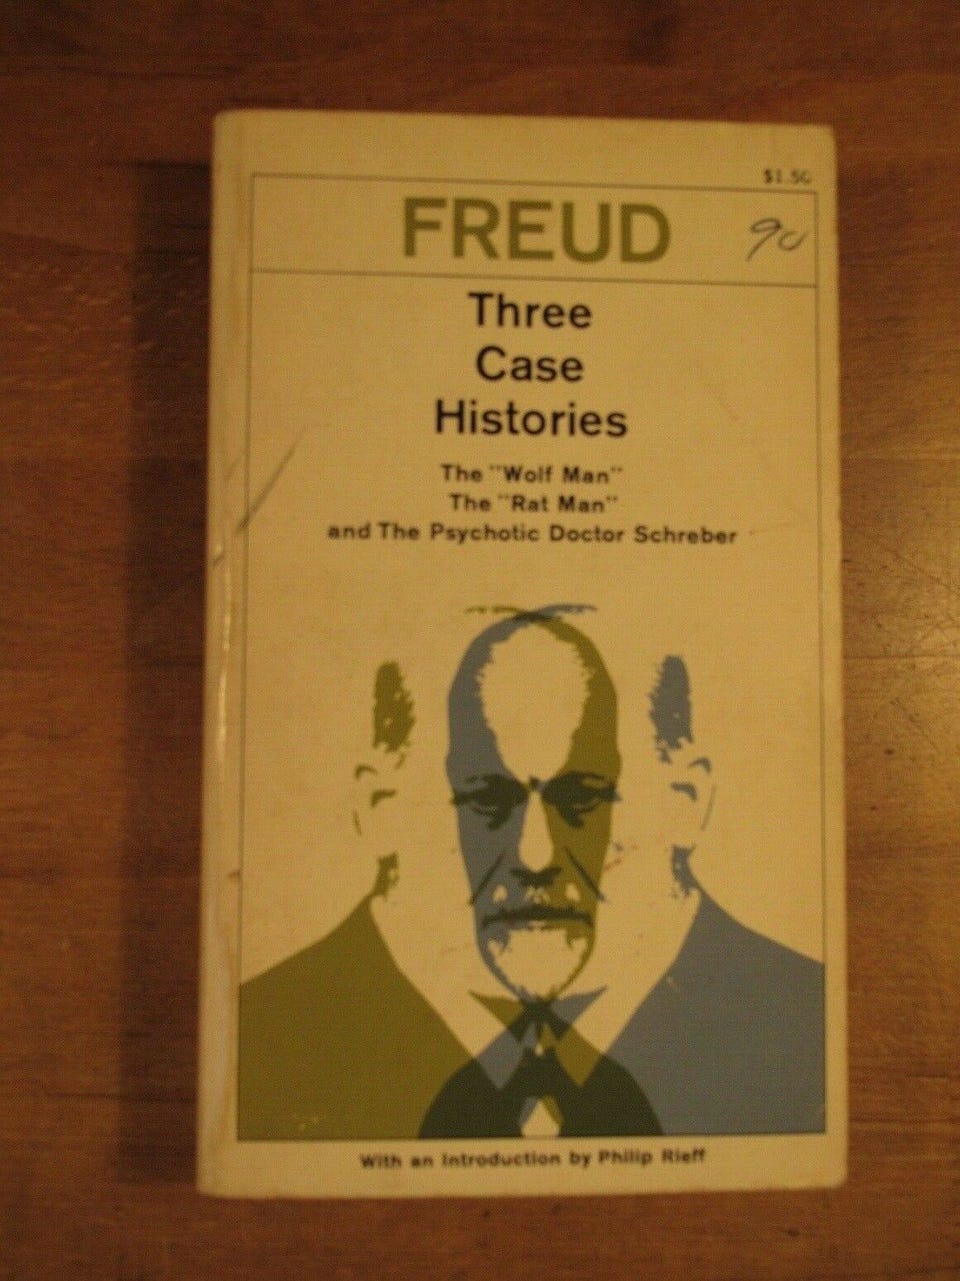 $1.50
FREUD
90
Three
Case
Histories
The "Wolf Man"
The "Rat Man"
and The Psychotic Doctor Schreber
With an Introduction by Philip Rieff